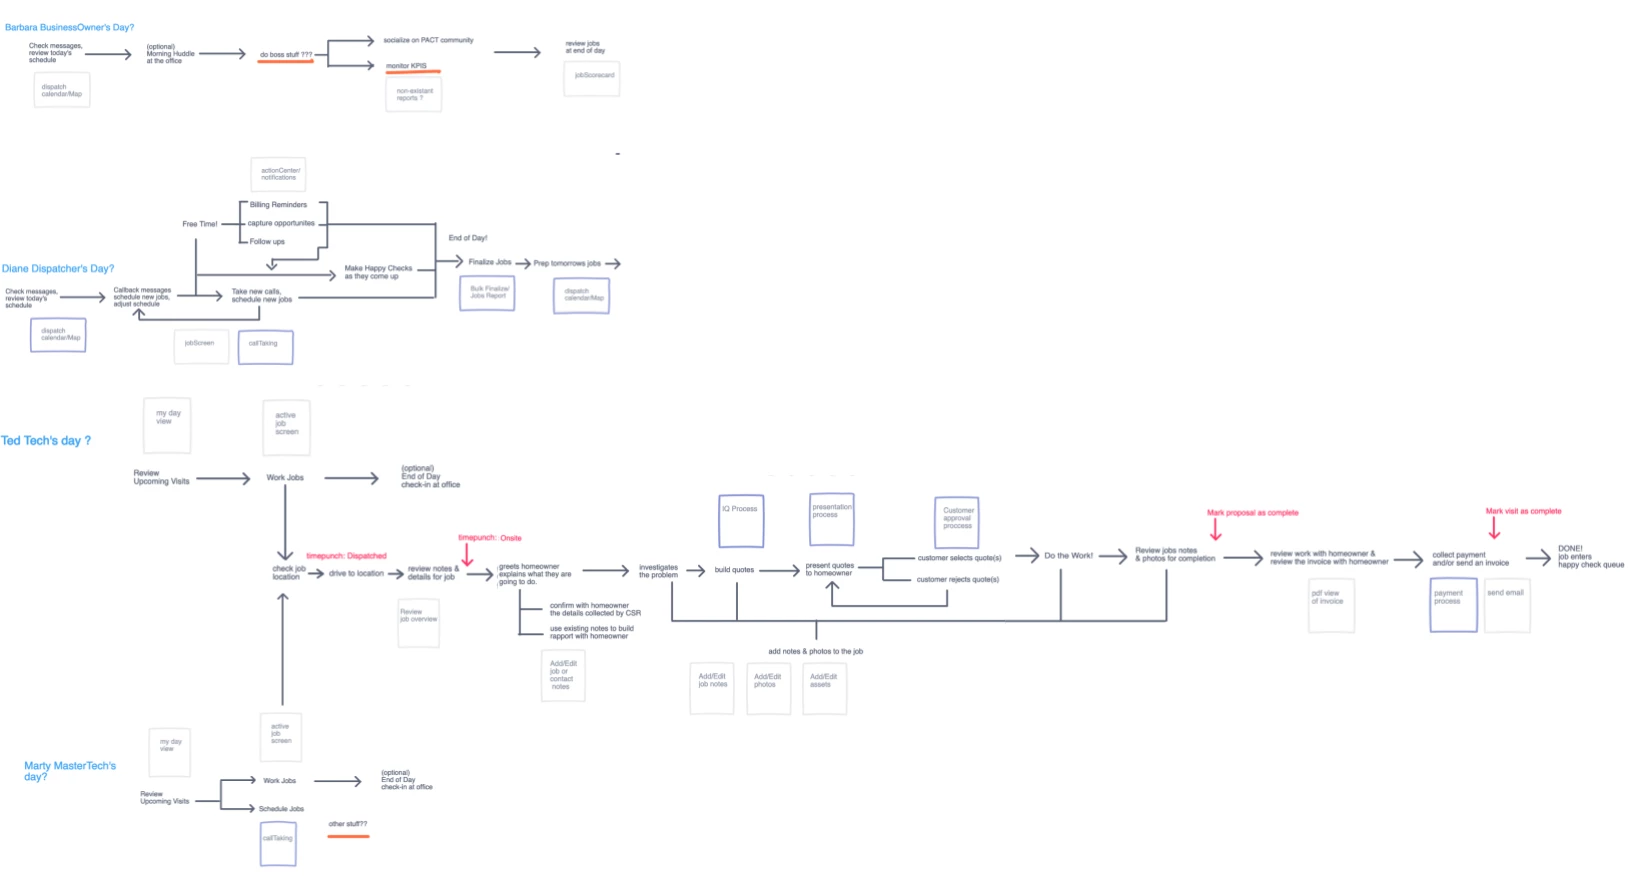 Barbara BusinessOwner's Day?
Check messages,
review today's
schedule
(optional)
Morning Huddle
at the office
do boss stuff ???
socialize on PACT community
monitor KPIS
review jobs
at end of day
dispatch
calendar/Map
non-existant
reports ?
jobScorecard
actionCenter/
notifications
Free Time!
Billing Reminders
capture opportunites
Follow ups
End of Day!
Diane Dispatcher's Day?
Check messages,
review today's
schedule
Callback messages
schedule new jobs,
adjust schedule
Take new calls,
schedule new jobs
Make Happy Checks
as they come up
Finalize Jobs
Prep tomorrows jobs
Bulk Finalize/
Jobs Report
dispatch
calendar/Map
dispatch
calendar/Map
jobScreen
callTaking
my day
view
active
job
screen
Ted Tech's day ?
Review
Upcoming Visits
Work Jobs
(optional)
End of Day
check-in at office
timepunch: Dispatched
timepunch: Onsite
check job
location
drive to location
review notes &
details for job
greets homeowner
explains what they are
going to do.
confirm with homeowner
the details collected by CSR
use existing notes to build
rapport with homeowner
Review
job overview
Add/Edit
job or
contact
notes
investigates
the problem
build quotes
present quotes
to homeowner
customer selects quote(s)
customer rejects quote(s)
IQ Process
presentation
process
Customer
approval
proccess
Do the Work!
Mark proposal as complete
Review jobs notes
& photos for completion
review work with homeowner &
review the invoice with homeowner
Mark visit as complete
collect payment
and/or send an invoice
DONE!
job enters
happy check queue
pdf view
of invoice
payment
process
send email
add notes & photos to the job
Add/Edit
job notes
Add/Edit
photos
Add/Edit
assets
my day
view
active
job
screen
Marty MasterTech's
day?
Review
Upcoming Visits
Work Jobs
Schedule Jobs
(optional)
End of Day
check-in at office
callTaking
other stuff??